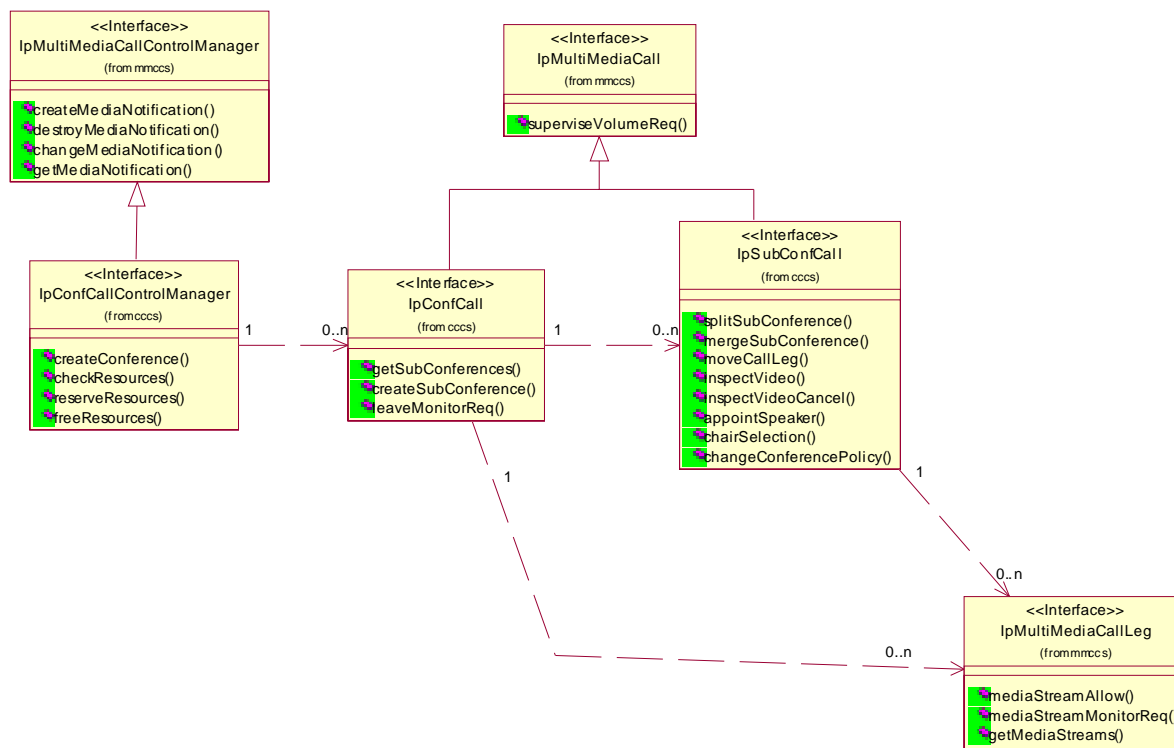 <<Interface>>
IpMultiMediaCallControlManager
(from mmccs)
createMediaNotification()
destroyMediaNotification()
changeMediaNotification()
getMediaNotification()
<<Interface>>
IpMultiMediaCall
(from mmccs)
superviseVolumeReq()
<<Interface>>
IpConfCallControlManager
(from cccs)
createConference()
checkResources()
reserveResources()
freeResources()
1
0..n
<<Interface>>
IpConfCall
(from cccs)
getSubConferences()
createSubConference()
leaveMonitorReq()
1
0..n
<<Interface>>
IpSubConfCall
(from cccs)
splitSubConference()
mergeSubConference()
moveCallLeg()
inspectVideo()
inspectVideoCancel()
appointSpeaker()
chairSelection()
changeConferencePolicy()
1
0..n
1
0..n
<<Interface>>
IpMultiMediaCallLeg
(from mmccs)
mediaStreamAllow()
mediaStreamMonitorReq()
getMediaStreams()